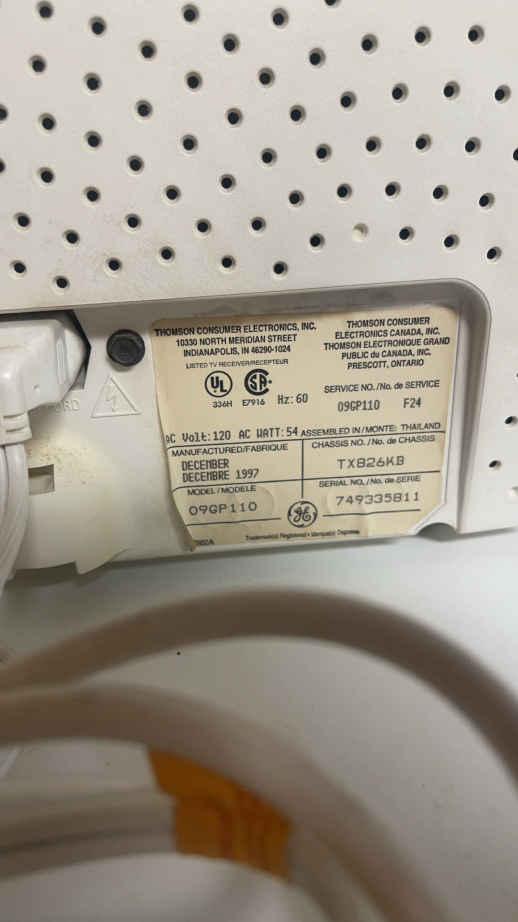 THOMSON CONSUMER ELECTRONICS, INC.
10330 NORTH MERIDIAN STREET
INDIANAPOLIS, IN 46290-1024
LISTED TV RECEIVER/RECEPTEUR
UL
336H
E7916
Hz:60
THOMSON CONSUMER
ELECTRONICS CANADA, INC.
THOMSON ELECTRONIQUE GRAND
PUBLIC du CANADA, INC.
PRESCOTT, ONTARIO
SERVICE NO./No. de SERVICE
09GP110 F24
AC Volt:120 AC WATT:54
ASSEMBLED IN/MONTE: THAILAND
MANUFACTURED/FABRIQUE
DECEMBER
DECEMBRE 1997
CHASSIS NO./No. de CHASSIS
TX826KB
MODEL/MODELE
09GP110
GE
SERIAL NO./No. de SERIE
749335811